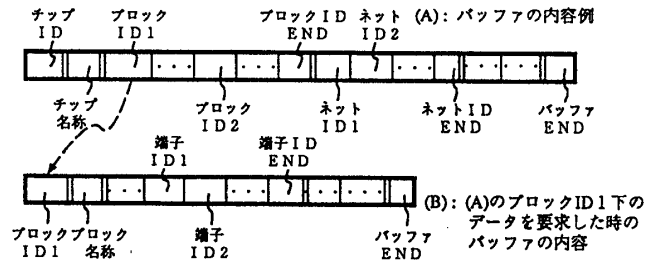 チップ
ID
ブロック
ID1
ブロックID
END
ネット
ID2
(A): バッファの内容例
チップ
名称
ブロック
ID2
ネット
ID1
ネットID
END
バッファ
END
端子
ID1
端子ID
END
ブロック
ID1
ブロック
名称
端子
ID2
バッファ
END
(B): (A)のブロックID1下の
データを要求した時の
バッファの内容